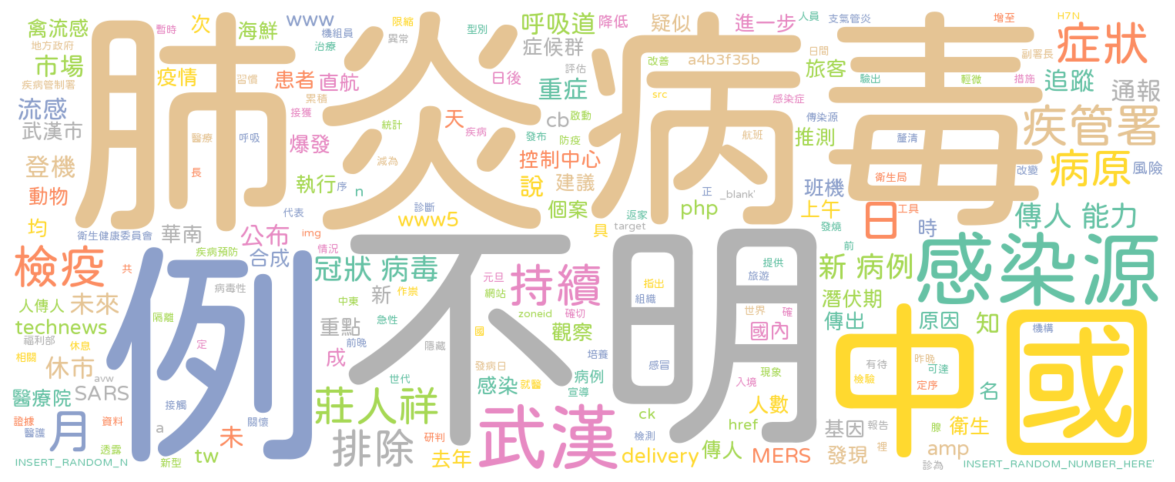 肺炎病毒
例不明中國
禽流感
暫時
次
海鮮
www
機組員
治療
限縮
異常
型別
呼吸道
降低
疑似
進一步
人員
支氣管炎
增至
H7N
症狀
地方政府
市場
疾病管制署
疫情
習慣
患者
直航
累積
接獲
日後
症候群
評估
重症
改善
a4b3f35b
src
日間
旅客
輸出
輕微
副署長
措施
追蹤
通報
流感
武漢市
醫療
呼吸
爆發
統計
疾病
天
發布
cb
啟動
防疫
航班
感染症
推測
傳染源
釐清
疾管署
登機
動物
長
執行
序
n
減為
診斷
控制中心
說
建議
個案
www5
具
返家
target
php
正
_blank`
上午
發燒
班機
衛生局
日
工具
時
改變
病原
風險
傳人 能力
均
衛生健康委員會
華南
公布
代表
img
疾病預防
合成
情況
檢疫
共
病毒性
冠狀 病毒
中東
新
作祟
元旦
網站
持續
zoneid
確切
指出
組織
提供
旅遊
世界
確
國內
新 病例
前
潛伏期
傳出
原因
知
感染源
人傳人
未來
technews
隔離
福利部
相關
休息
休市
定
重點
急性
成
前晚
隱藏
國
觀察
培養
感冒
現象
入境
有待
昨晚
可達
檢驗
定序
機構
名
醫療院
avw
SARS
接觸
世代
發病日
感染
就醫
病例
宣導
證據
資料
醫護
月
a
未
關懷
莊人祥
武漢
ck
檢測
href
人數
基因
報告
裡
腺
衛生
透露
新型
tw
排除
研判
去年
delivery
傳人
MERS
發現
amp
診為
INSERT_RANDOM_N
INSERT_RANDOM_NUMBER_HERE'